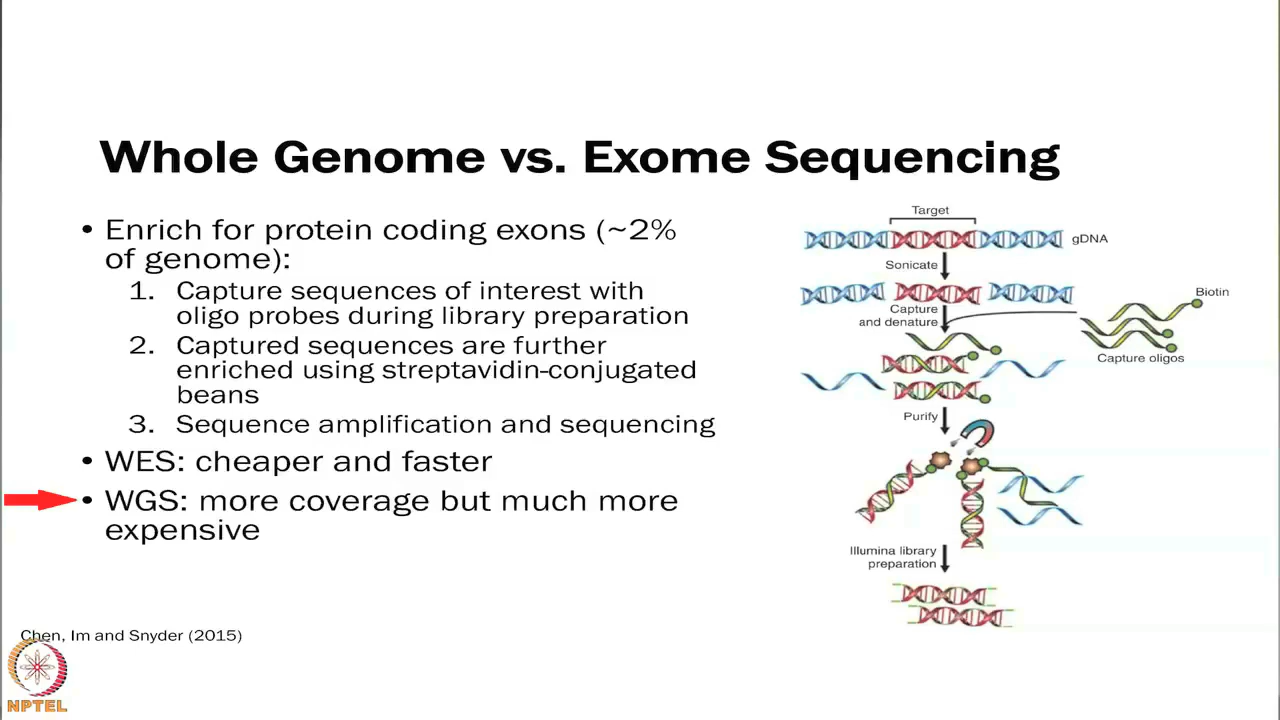 Whole Genome vs. Exome Sequencing
• Enrich for protein coding exons (~2%
of genome):
1. Capture sequences of interest with
oligo probes during library preparation
2. Captured sequences are further
enriched using streptavidin-conjugated
beans
3. Sequence amplification and sequencing
• WES: cheaper and faster
• WGS: more coverage but much more
expensive
Target
gDNA
Sonicate
Biotin
Capture
and denature
Capture oligos
Purify
Illumina library
preparation
Chen, Im and Snyder (2015)
NPTEL